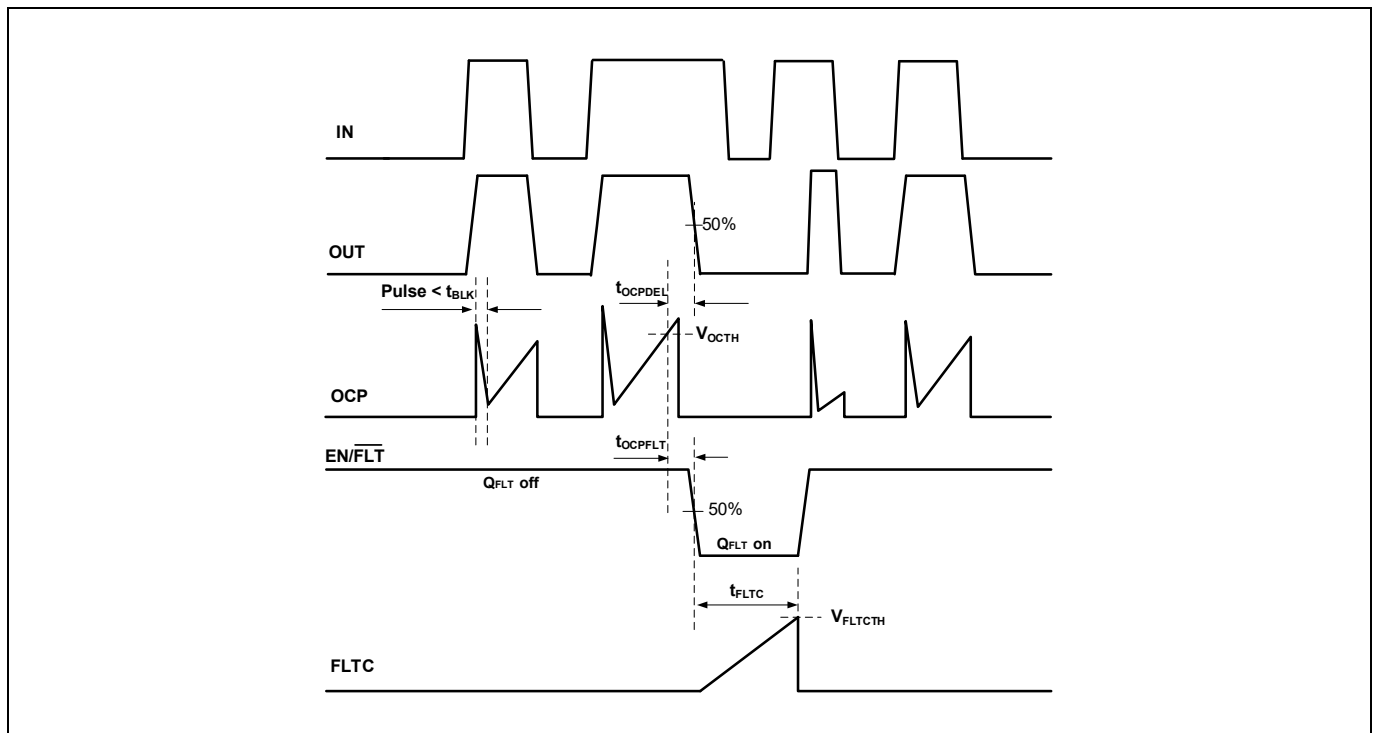 IN
OUT
50%
Pulse < tBLK
tOCPDEL
VOCTH
OCP
tOCPFLT
EN/FLT
QFLT off
50%
QFLT on
tFLTC
VFLTCTH
FLTC